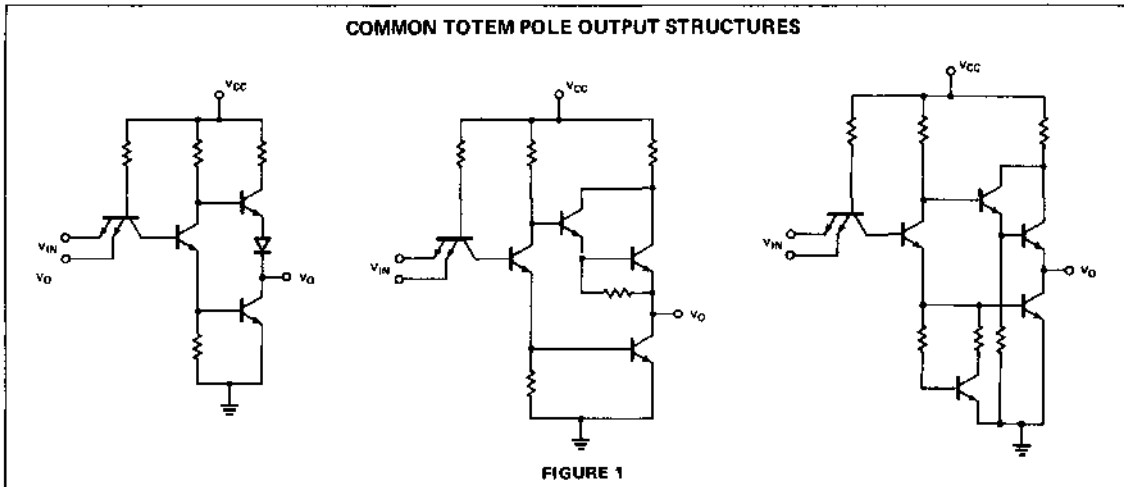 COMMON TOTEM POLE OUTPUT STRUCTURES
VCC
VIN
VO
VO
VCC
VIN
VO
VCC
VIN
VO
FIGURE 1